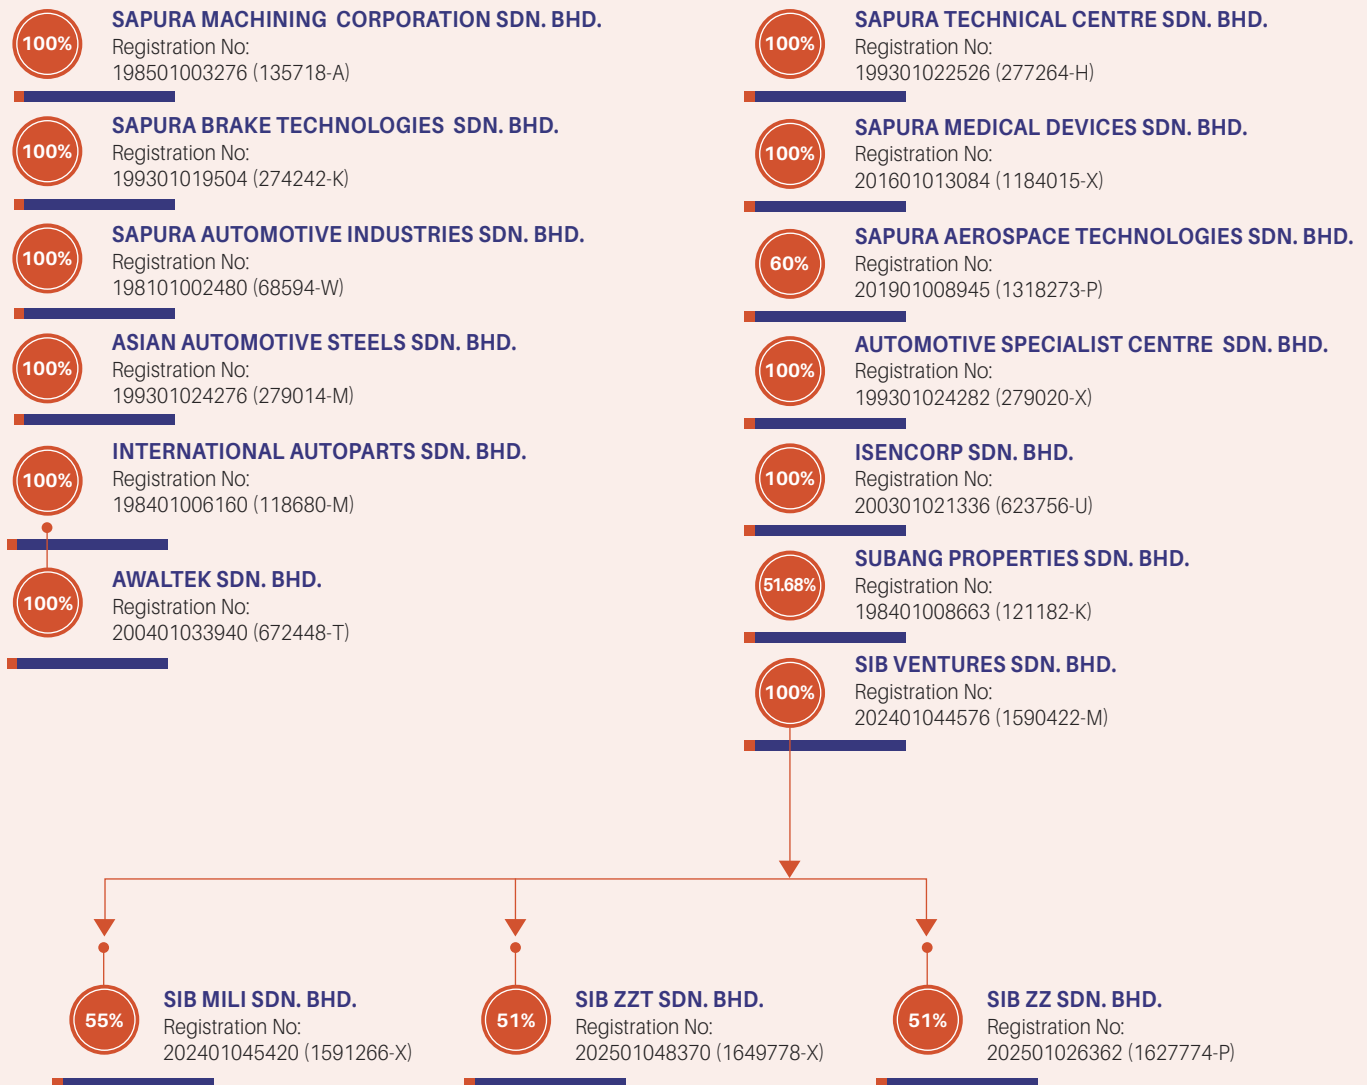 100%
SAPURA MACHINING CORPORATION SDN. BHD.
Registration No:
198501003276 (135718-A)
100%
SAPURA BRAKE TECHNOLOGIES SDN. BHD.
Registration No:
199301019504 (274242-K)
100%
SAPURA AUTOMOTIVE INDUSTRIES SDN. BHD.
Registration No:
198101002480 (68594-W)
100%
ASIAN AUTOMOTIVE STEELS SDN. BHD.
Registration No:
199301024276 (279014-M)
100%
INTERNATIONAL AUTOPARTS SDN. BHD.
Registration No:
198401006160 (118680-M)
100%
AWALTEK SDN. BHD.
Registration No:
200401033940 (672448-T)
100%
SAPURA TECHNICAL CENTRE SDN. BHD.
Registration No:
199301022526 (277264-H)
100%
SAPURA MEDICAL DEVICES SDN. BHD.
Registration No:
201601013084 (1184015-X)
60%
SAPURA AEROSPACE TECHNOLOGIES SDN. BHD.
Registration No:
201901008945 (1318273-P)
100%
AUTOMOTIVE SPECIALIST CENTRE SDN. BHD.
Registration No:
199301024282 (279020-X)
100%
ISENCORP SDN. BHD.
Registration No:
200301021336 (623756-U)
51.68%
SUBANG PROPERTIES SDN. BHD.
Registration No:
198401008663 (121182-K)
100%
SIB VENTURES SDN. BHD.
Registration No:
202401044576 (1590422-M)
55%
SIB MILI SDN. BHD.
Registration No:
202401045420 (1591266-X)
51%
SIB ZZT SDN. BHD.
Registration No:
202501048370 (1649778-X)
51%
SIB ZZ SDN. BHD.
Registration No:
202501026362 (1627774-P)